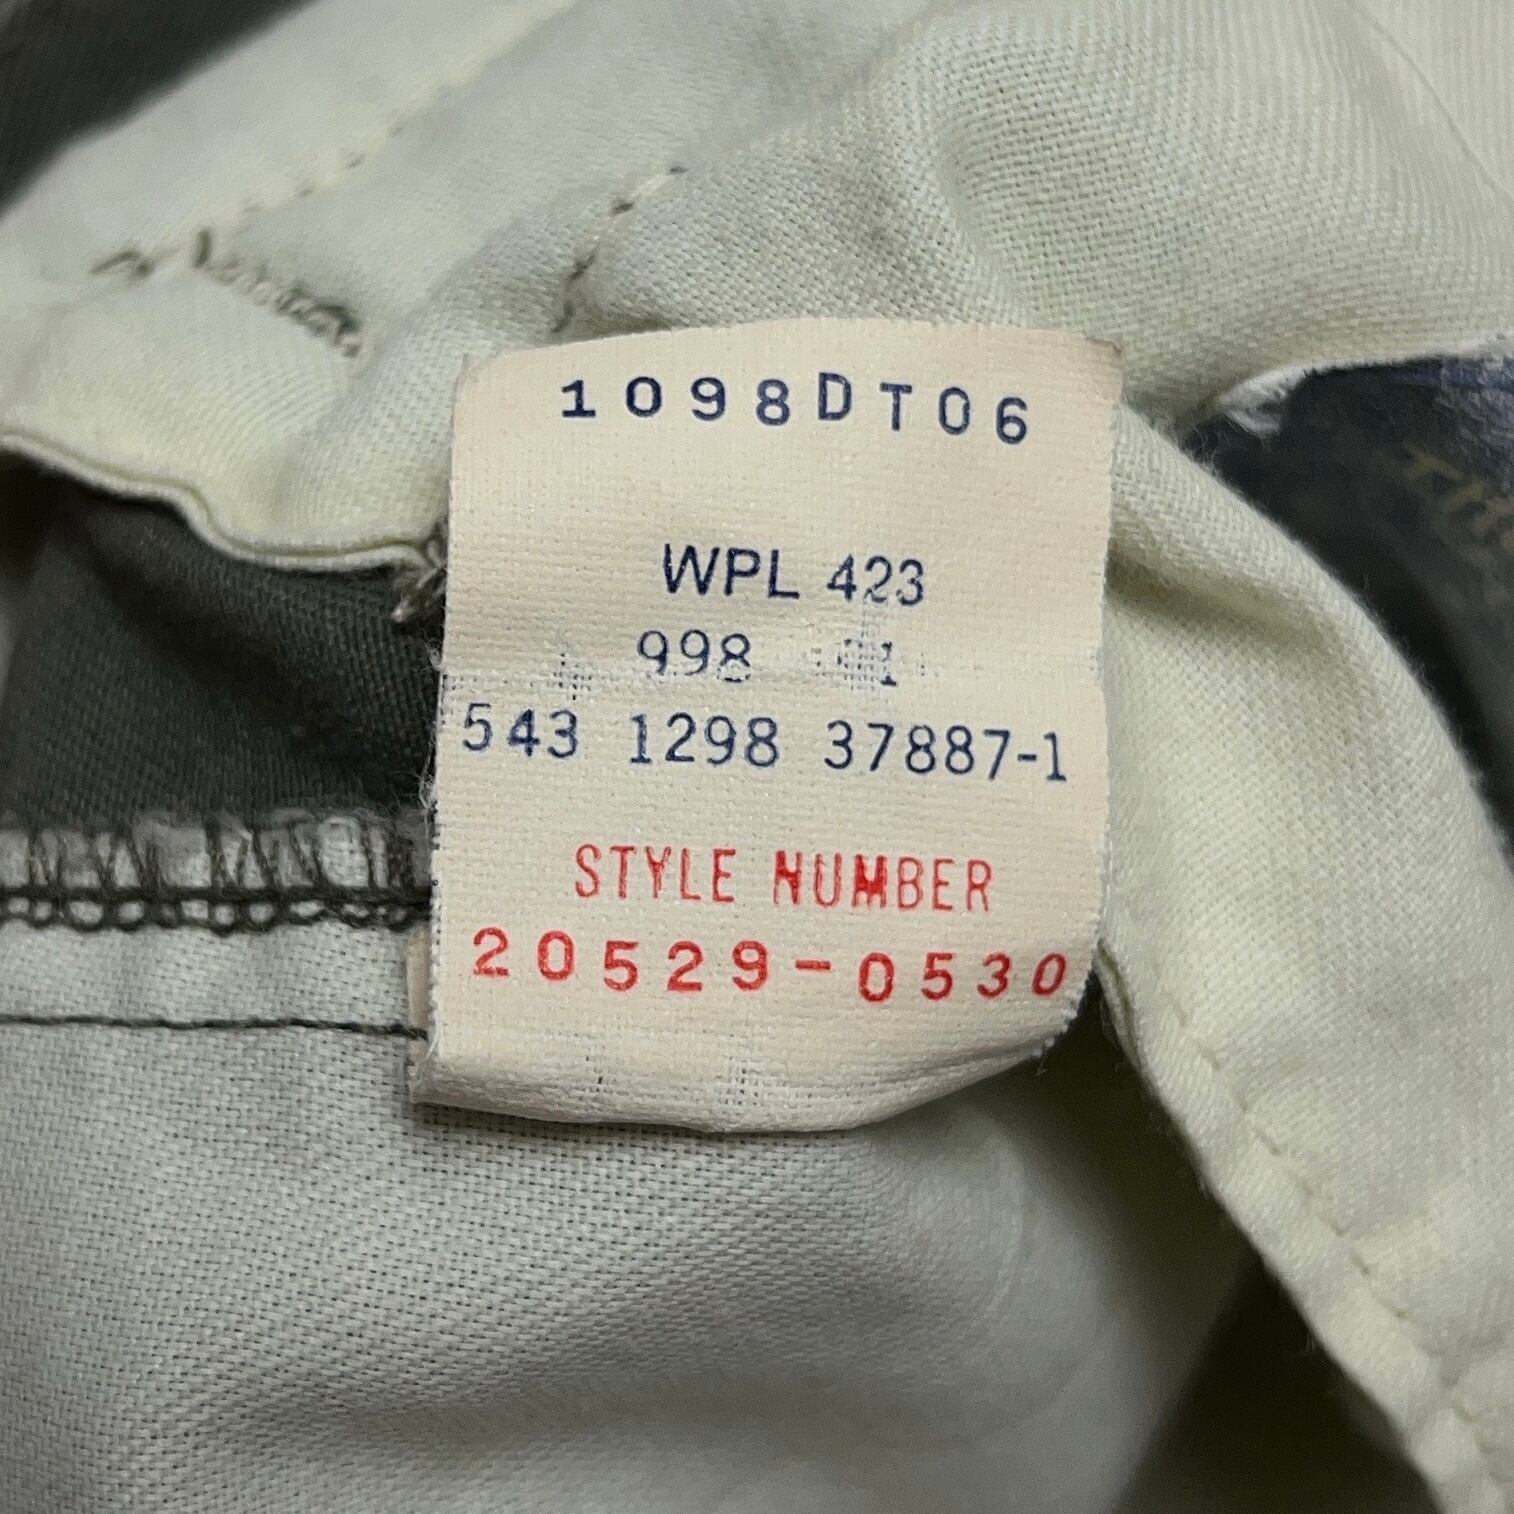 1098DT06
WPL 423
998
543 1298 37887-1
STYLE NUMBER
20529-0530